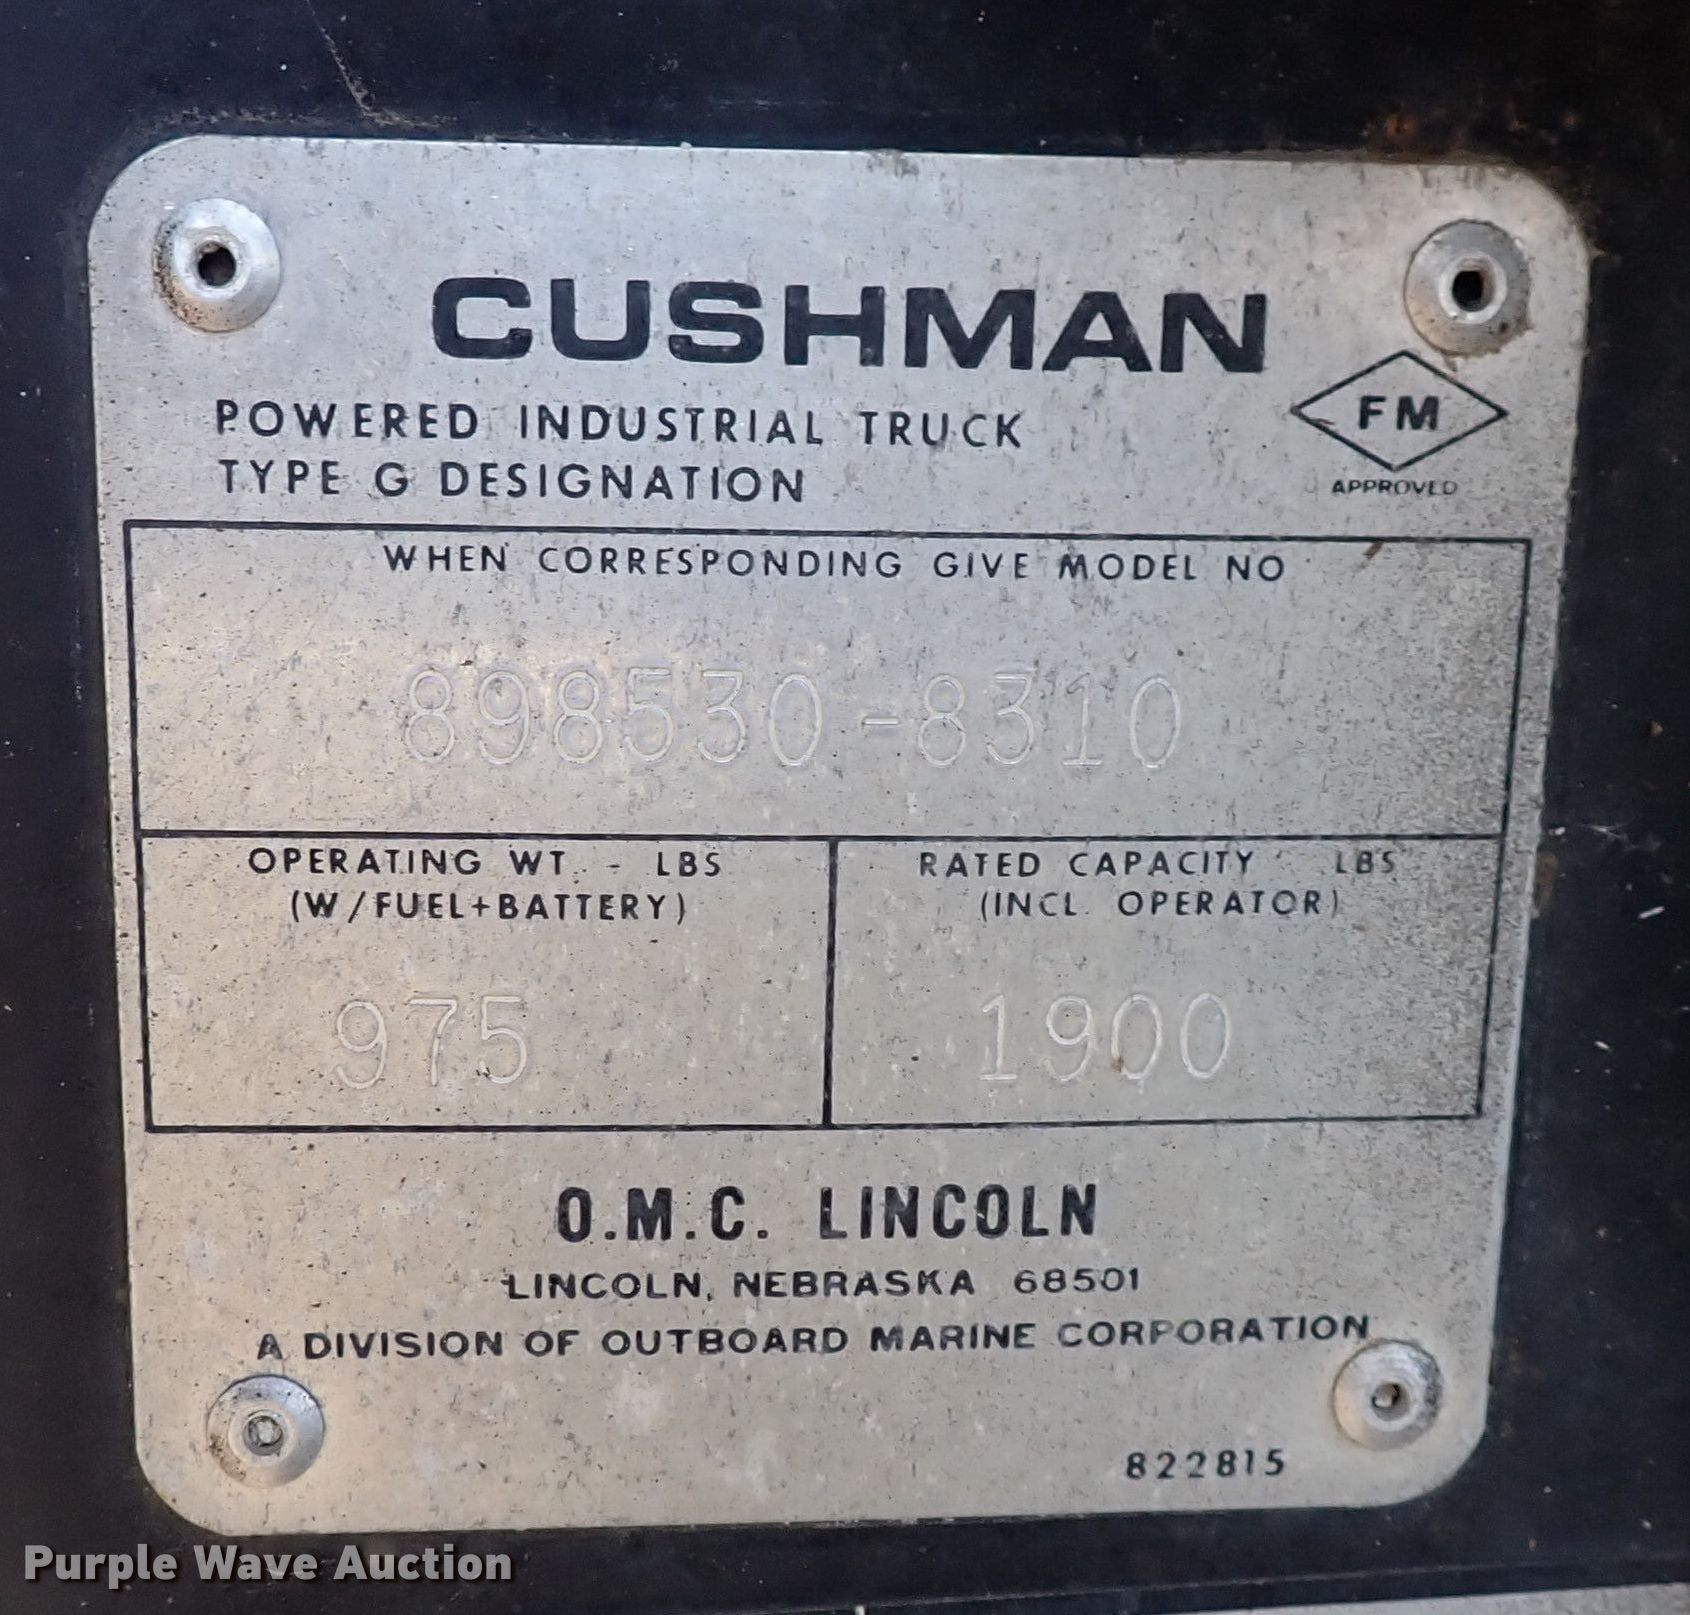 CUSHMAN
POWERED INDUSTRIAL TRUCK
TYPE G DESIGNATION
FM
APPROVED
WHEN CORRESPONDING GIVE MODEL NO
898530-8310
OPERATING WT. - LBS
(W/FUEL+BATTERY)
975
RATED CAPACITY - LBS
(INCL. OPERATOR)
1900
O.M.C. LINCOLN
LINCOLN, NEBRASKA 68501
A DIVISION OF OUTBOARD MARINE CORPORATION
822815
Purple Wave Auction